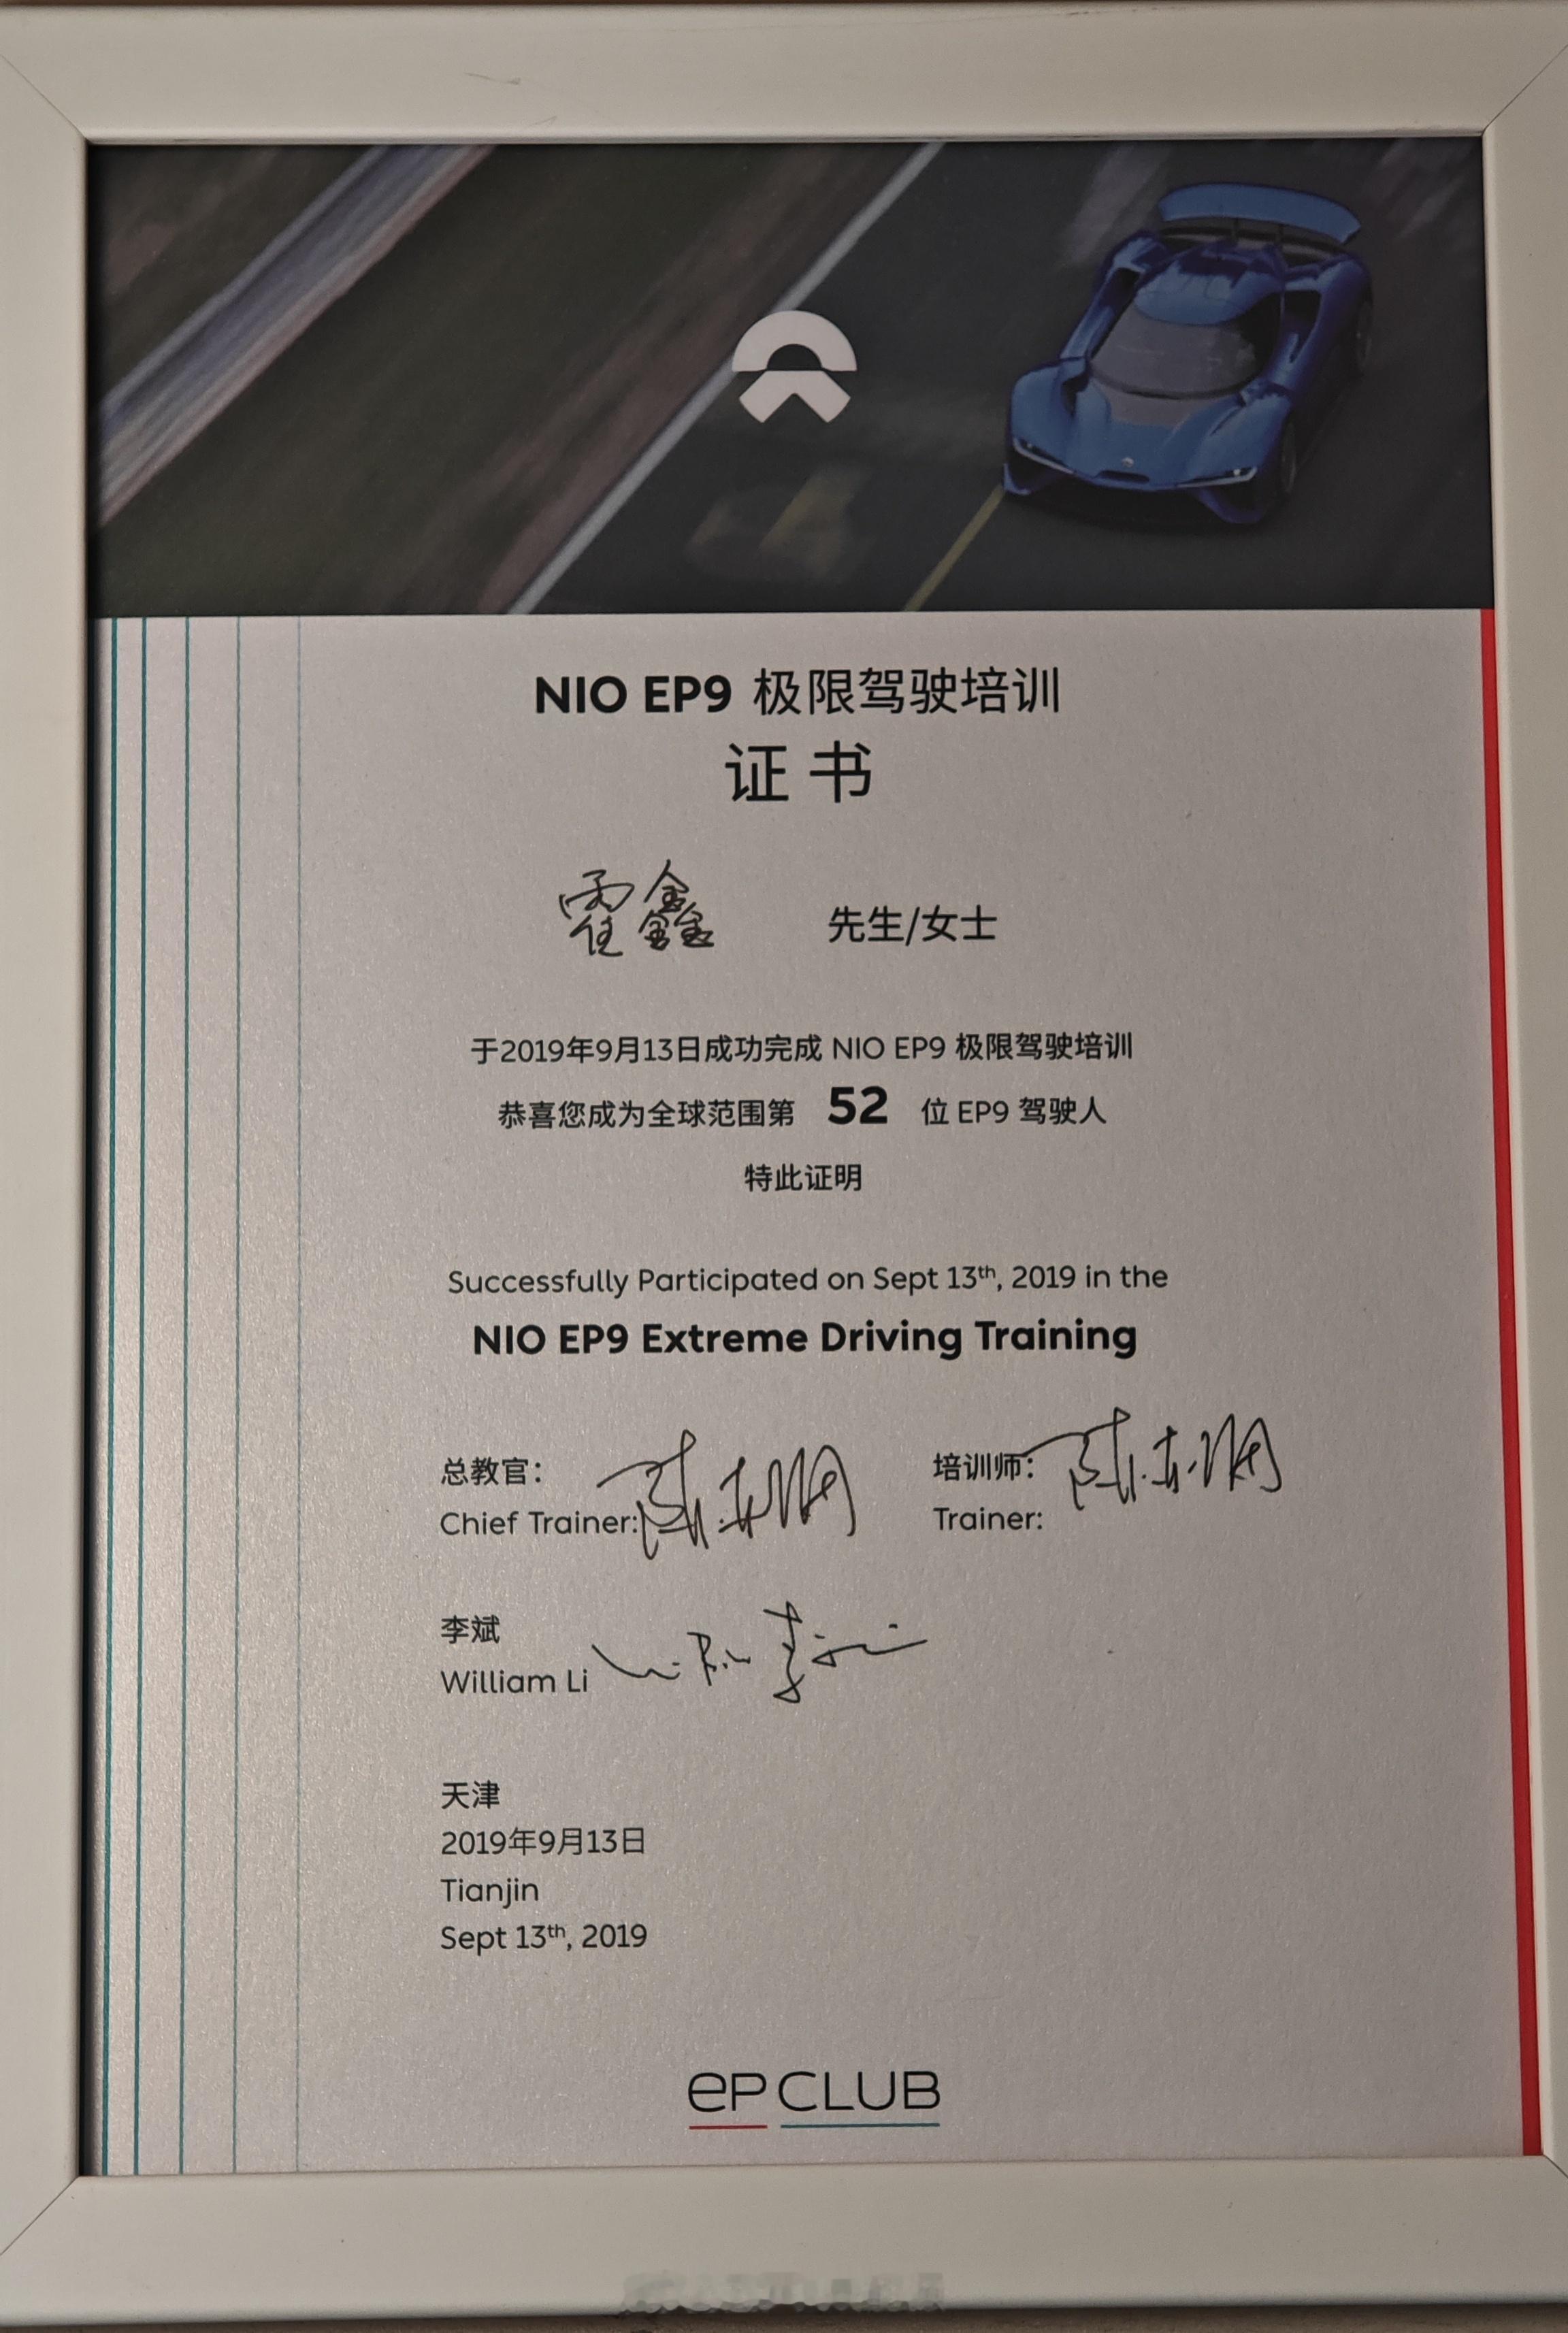 NIO EP9 极限驾驶培训
证书
霍鑫 先生/女士
于2019年9月13日成功完成 NIO EP9 极限驾驶培训
恭喜您成为全球范围第 52 位 EP9 驾驶人
特此证明
Successfully Participated on Sept 13th, 2019 in the
NIO EP9 Extreme Driving Training
总教官：
Chief Trainer:
培训师：
Trainer:
李斌
William Li
天津
2019年9月13日
Tianjin
Sept 13th, 2019
eP CLUB